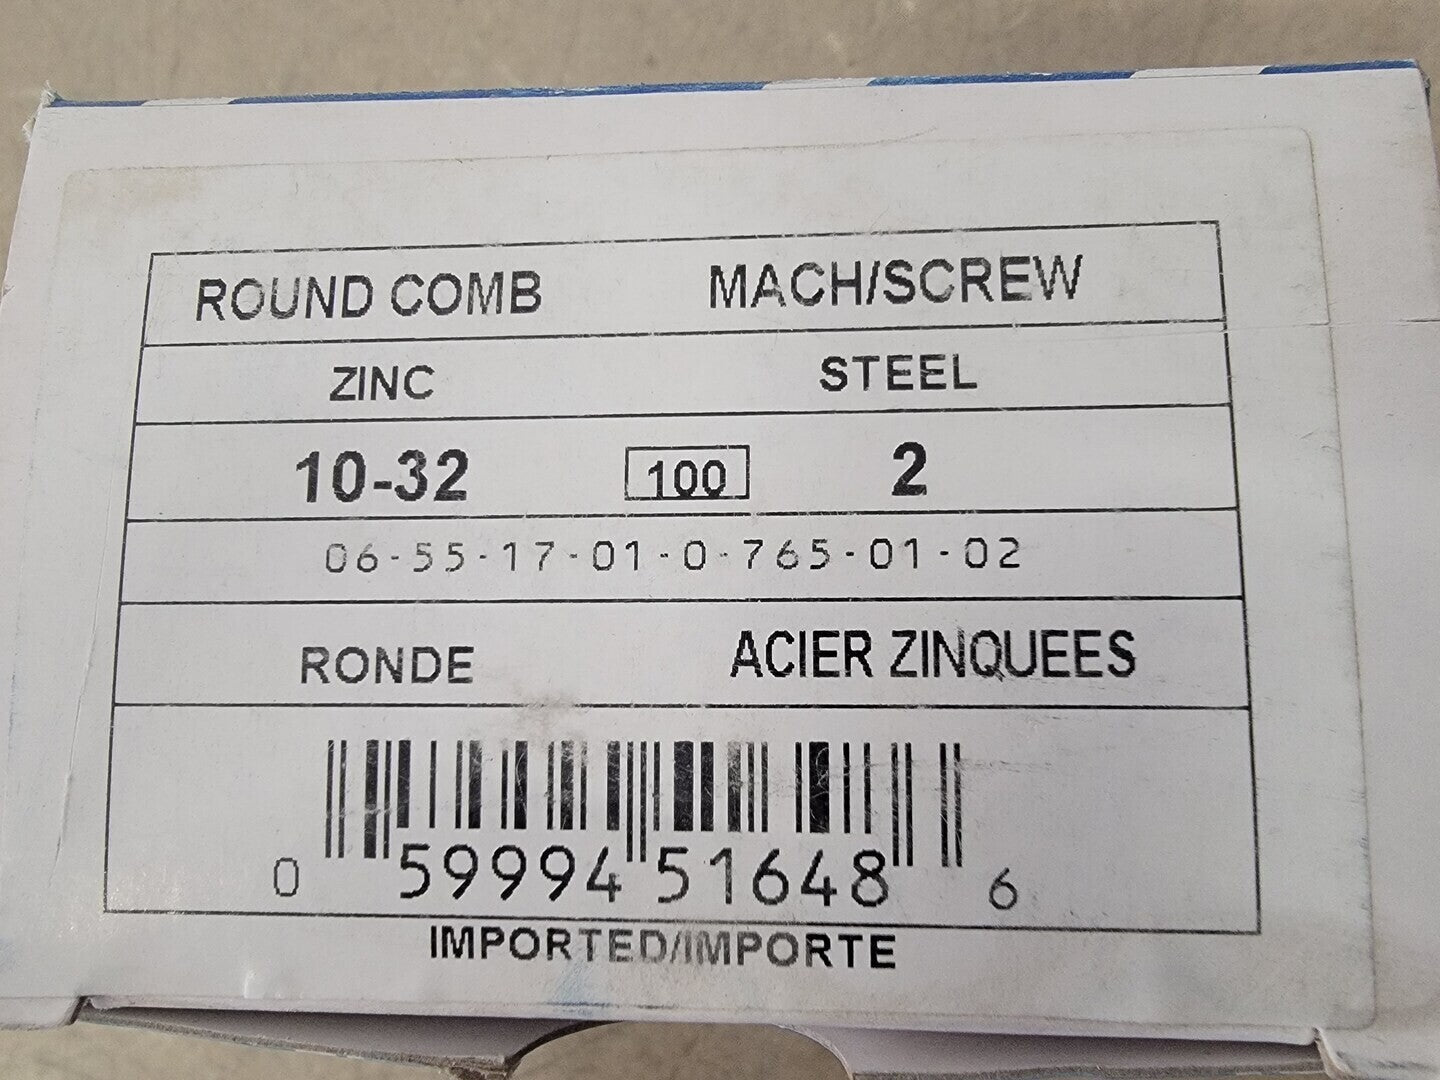 ROUND COMB MACH/SCREW
ZINC STEEL
10-32 100 2
06-55-17-01-0-765-01-02
RONDE ACIER ZINQUEES
0 59994 51648 6
IMPORTED/IMPORTE